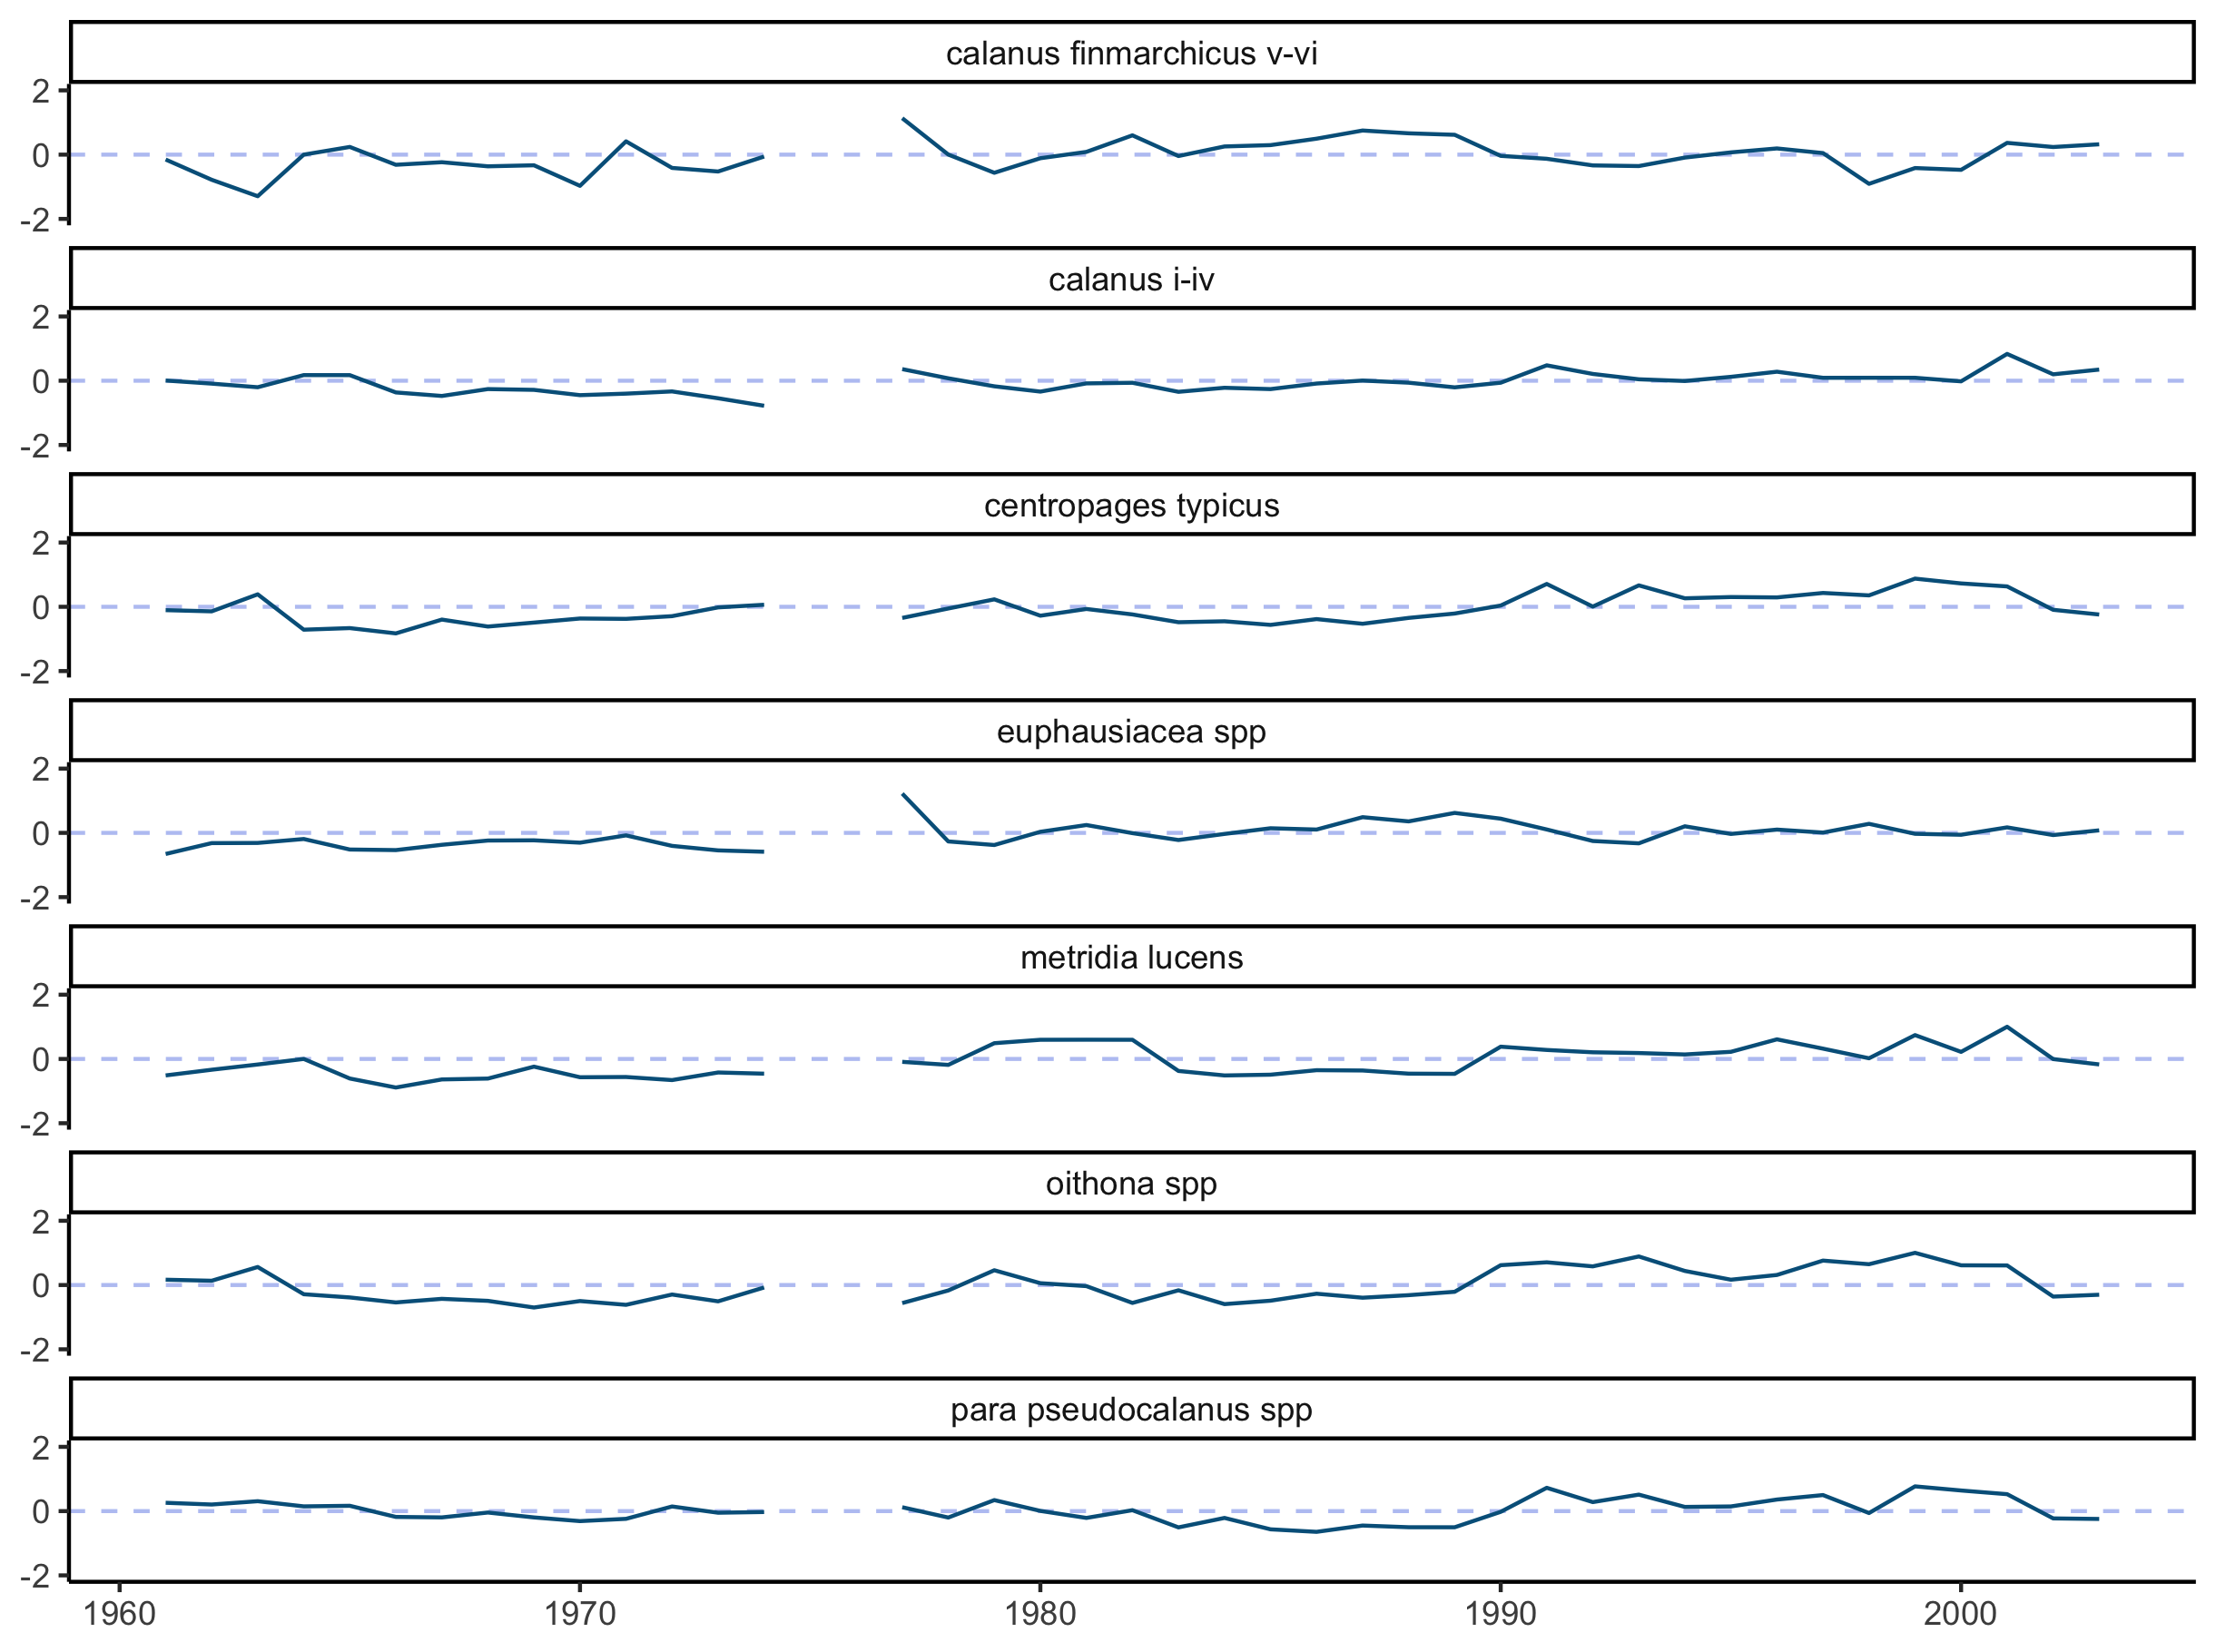 calanus finmarchicus v-vi
2
0
-2
calanus i-iv
2
0
-2
centropages typicus
2
0
-2
euphausiacea spp
2
0
-2
metridia lucens
2
0
-2
oithona spp
2
0
-2
para pseudocalanus spp
2
0
-2
1960 1970 1980 1990 2000